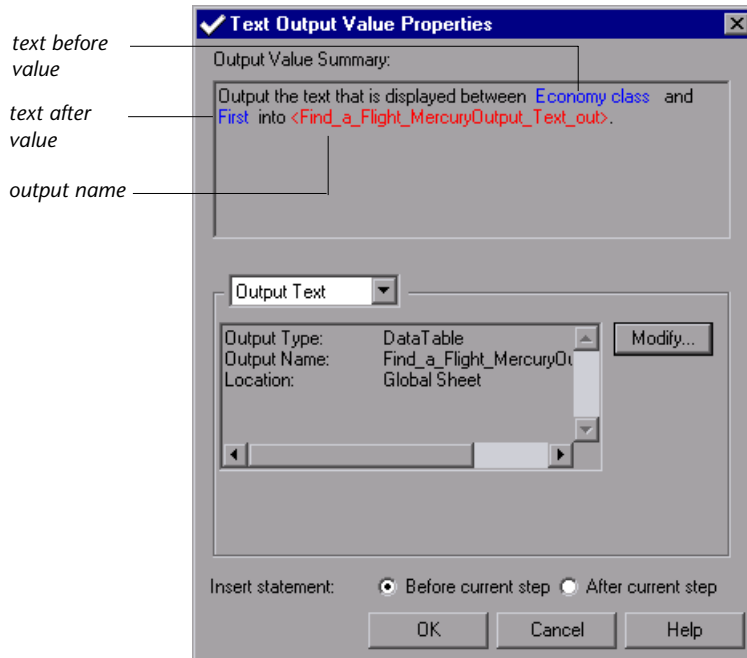 Text Output Value Properties
text before
value
Output Value Summary:
Output the text that is displayed between Economy class and
First into <Find_a_Flight_MercuryOutput_Text_out>.
text after
value
output name
Output Text
Output Type: DataTable
Output Name: Find_a_Flight_MercuryOu
Location: Global Sheet
Modify...
Insert statement: Before current step After current step
OK Cancel Help